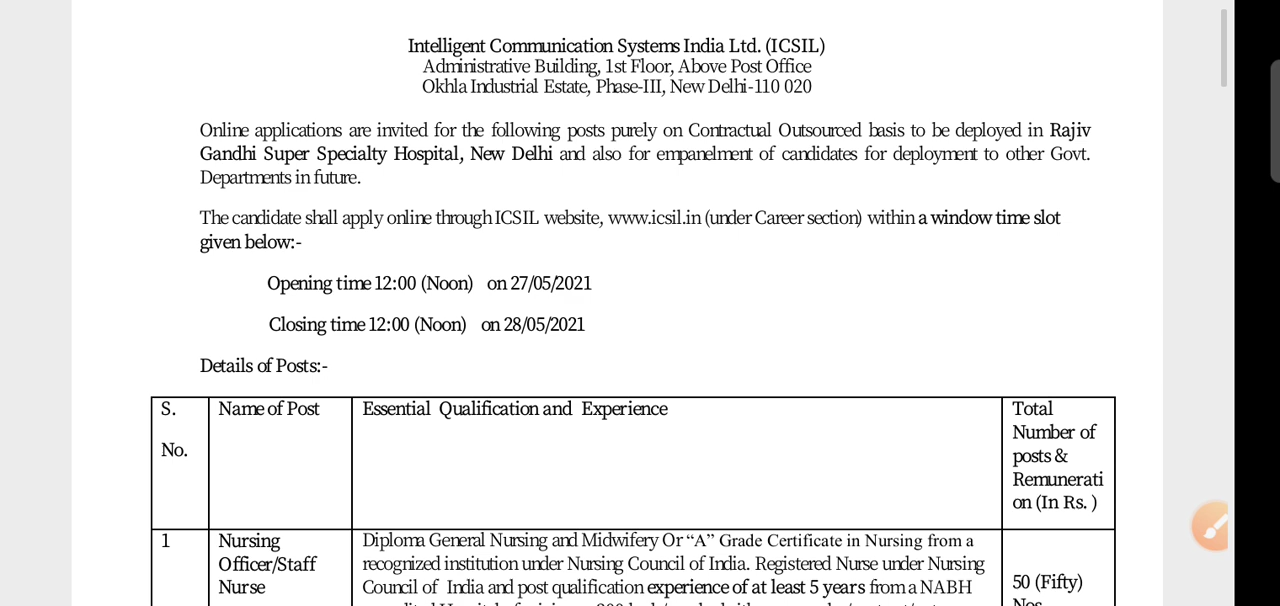 Intelligent Communication Systems India Ltd. (ICSIL)
Administrative Building, 1st Floor, Above Post Office
Okhla Industrial Estate, Phase-III, New Delhi-110 020
Online applications are invited for the following posts purely on Contractual Outsourced basis to be deployed in Rajiv
Gandhi Super Specialty Hospital, New Delhi and also for empanelment of candidates for deployment to other Govt.
Departments in future.
The candidate shall apply online through ICSIL website, www.icsil.in (under Career section) within a window time slot
given below:-
Opening time 12:00 (Noon) on 27/05/2021
Closing time 12:00 (Noon) on 28/05/2021
Details of Posts:-
S.
No.
Name of Post
Essential Qualification and Experience
Total
Number of
posts &
Remunerati
on (In Rs. )
1
Nursing
Officer/Staff
Nurse
Diploma General Nursing and Midwifery Or “A” Grade Certificate in Nursing from a
recognized institution under Nursing Council of India. Registered Nurse under Nursing
Council of India and post qualification experience of at least 5 years from a NABH
50 (Fifty)
Nos